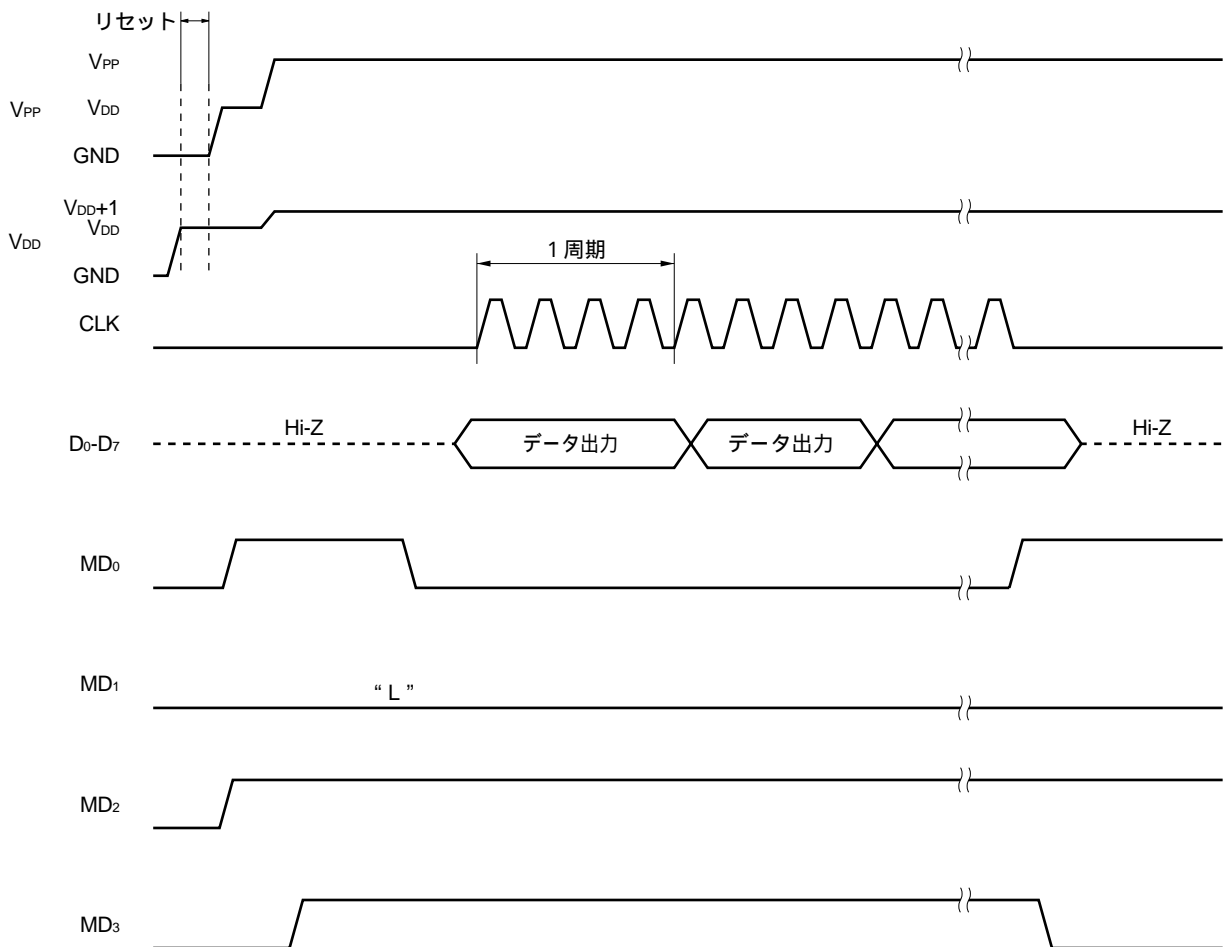 リセット
VPP
VPP VDD
GND
VDD+1
VDD VDD
GND
1 周期
CLK
D0-D7 Hi-Z データ出力 データ出力 Hi-Z
MD0
MD1 “ L ”
MD2
MD3